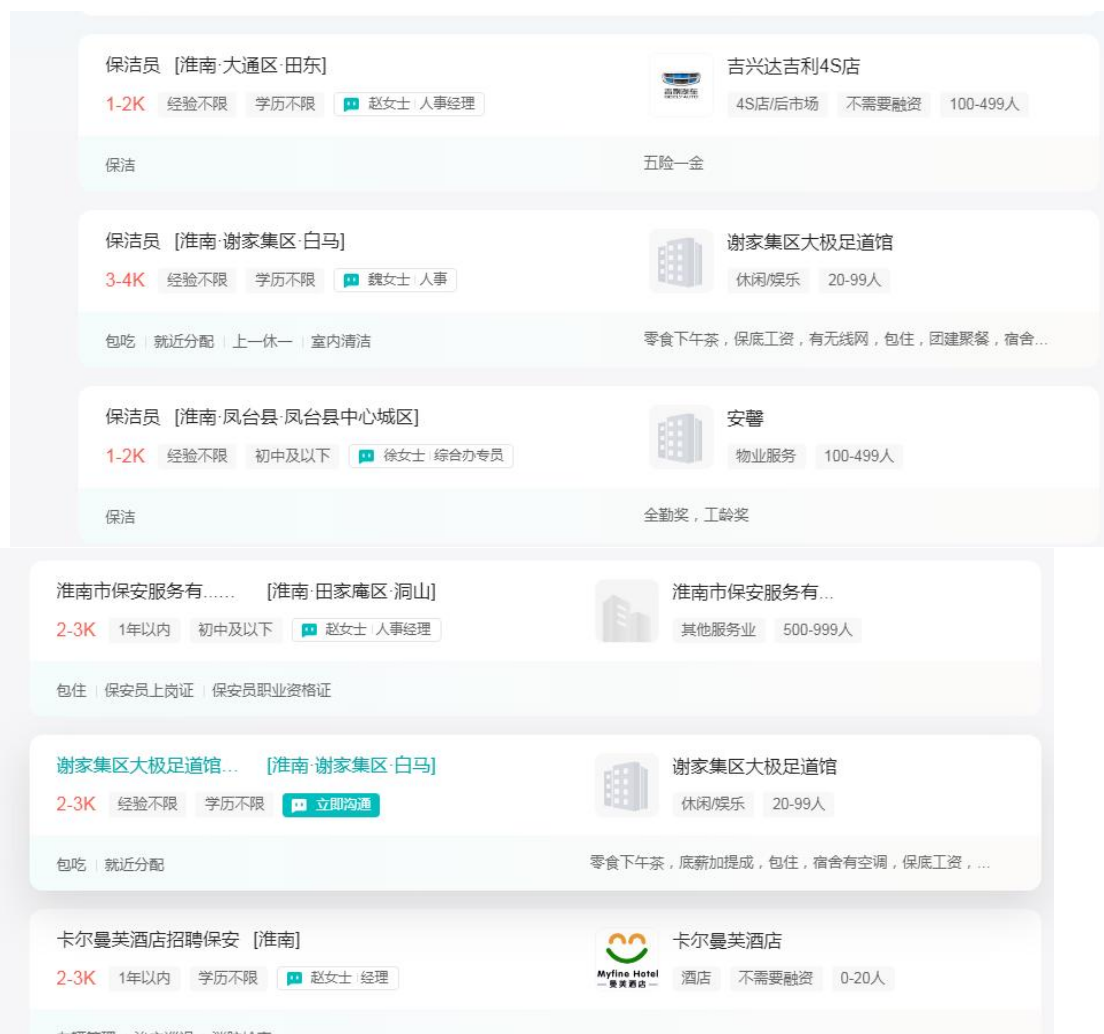 保洁员 [淮南·大通区·田东]
吉兴达吉利4S店
1-2K 经验不限 学历不限 赵女士 人事经理
吉利汽车
GEELY AUTO
4S店/后市场 不需要融资 100-499人
保洁
五险一金
保洁员 [淮南·谢家集区·白马]
谢家集区大极足道馆
3-4K 经验不限 学历不限 魏女士 人事
休闲/娱乐 20-99人
包吃 就近分配 上一休一 室内清洁
零食下午茶，保底工资，有无线网，包住，团建聚餐，宿舍...
保洁员 [淮南·凤台县·凤台县中心城区]
安馨
1-2K 经验不限 初中及以下 徐女士 综合办专员
物业服务 100-499人
保洁
全勤奖，工龄奖
淮南市保安服务有...... [淮南·田家庵区·洞山]
淮南市保安服务有...
2-3K 1年以内 初中及以下 赵女士 人事经理
其他服务业 500-999人
包住 保安员上岗证 保安员职业资格证
谢家集区大极足道馆... [淮南·谢家集区·白马]
谢家集区大极足道馆
2-3K 经验不限 学历不限 立即沟通
休闲/娱乐 20-99人
包吃 就近分配
零食下午茶，底薪加提成，包住，宿舍有空调，保底工资，...
卡尔曼芙酒店招聘保安 [淮南]
卡尔曼芙酒店
2-3K 1年以内 学历不限 赵女士 经理
Myfine Hotel
曼芙酒店
酒店 不需要融资 0-20人